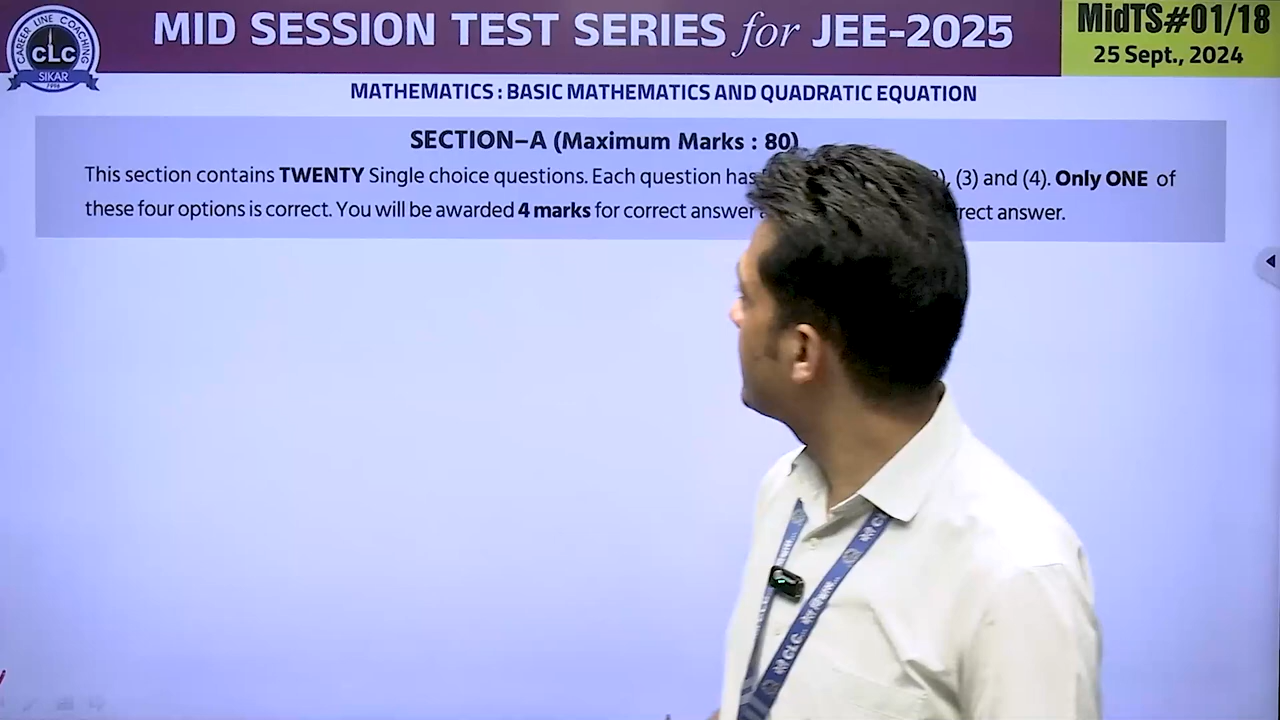 MID SESSION TEST SERIES for JEE-2025
MidTS#01/18
25 Sept., 2024
CAREER LINE COACHING
CLC
SIKAR
1996
MATHEMATICS : BASIC MATHEMATICS AND QUADRATIC EQUATION
SECTION–A (Maximum Marks : 80)
This section contains TWENTY Single choice questions. Each question has , (3) and (4). Only ONE of
these four options is correct. You will be awarded 4 marks for correct answer rect answer.
CLC